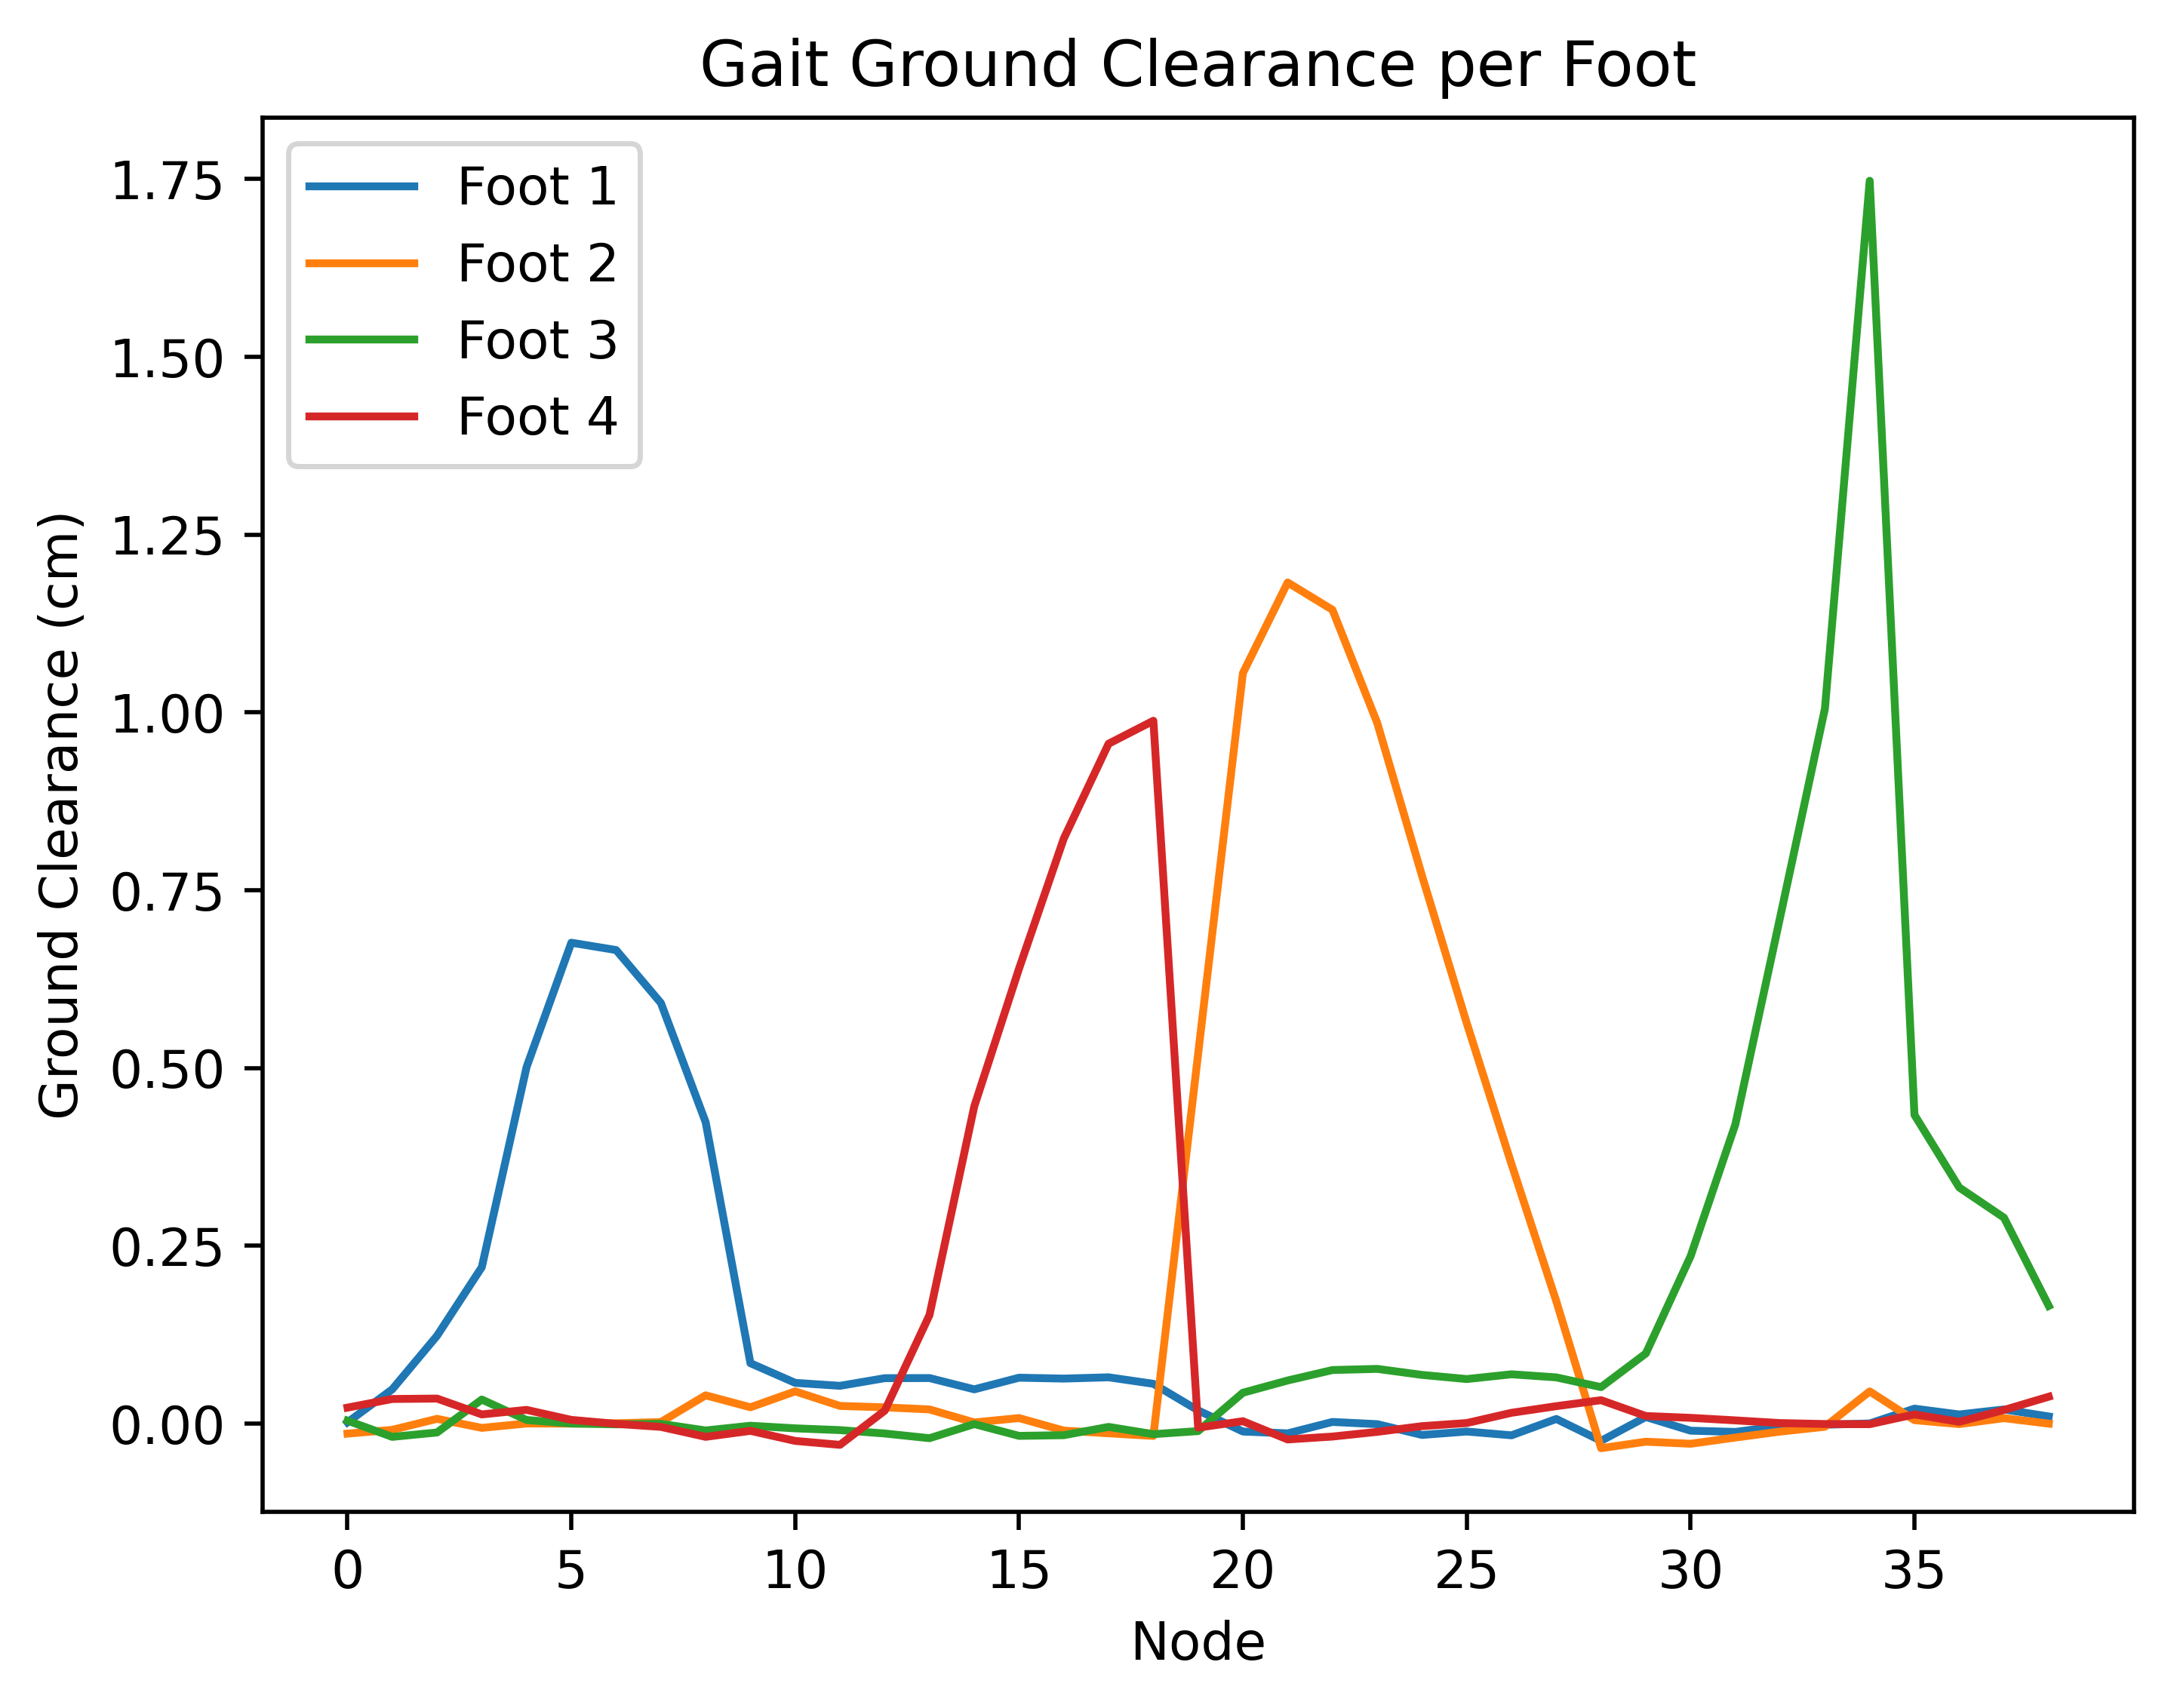 Gait Ground Clearance per Foot
Foot 1
Foot 2
Foot 3
Foot 4
Ground Clearance (cm)
1.75
1.50
1.25
1.00
0.75
0.50
0.25
0.00
0 5 10 15 20 25 30 35
Node